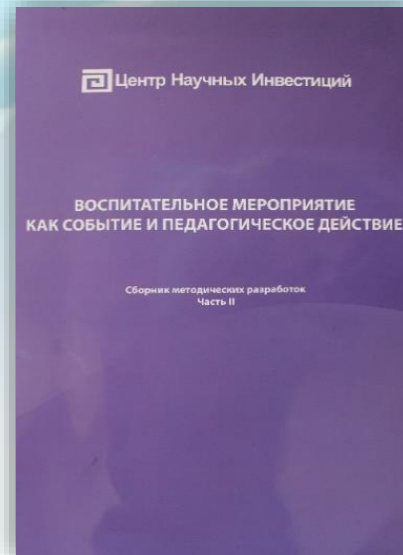 Центр Научных Инвестиций
ВОСПИТАТЕЛЬНОЕ МЕРОПРИЯТИЕ
КАК СОБЫТИЕ И ПЕДАГОГИЧЕСКОЕ ДЕЙСТВИЕ
Сборник методических разработок
Часть II